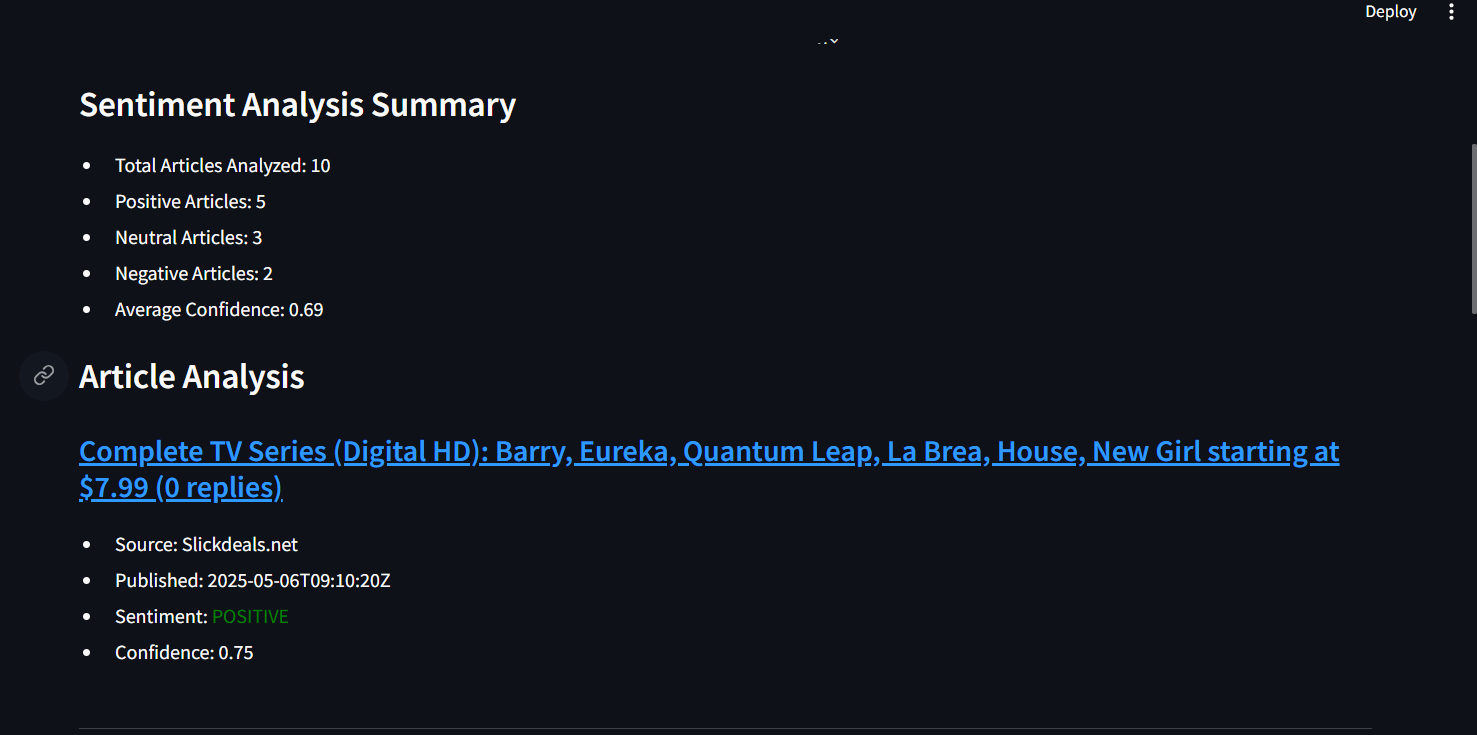 Deploy
Sentiment Analysis Summary
Total Articles Analyzed: 10
Positive Articles: 5
Neutral Articles: 3
Negative Articles: 2
Average Confidence: 0.69
Article Analysis
Complete TV Series (Digital HD): Barry, Eureka, Quantum Leap, La Brea, House, New Girl starting at
$7.99 (0 replies)
Source: Slickdeals.net
Published: 2025-05-06T09:10:20Z
Sentiment: POSITIVE
Confidence: 0.75